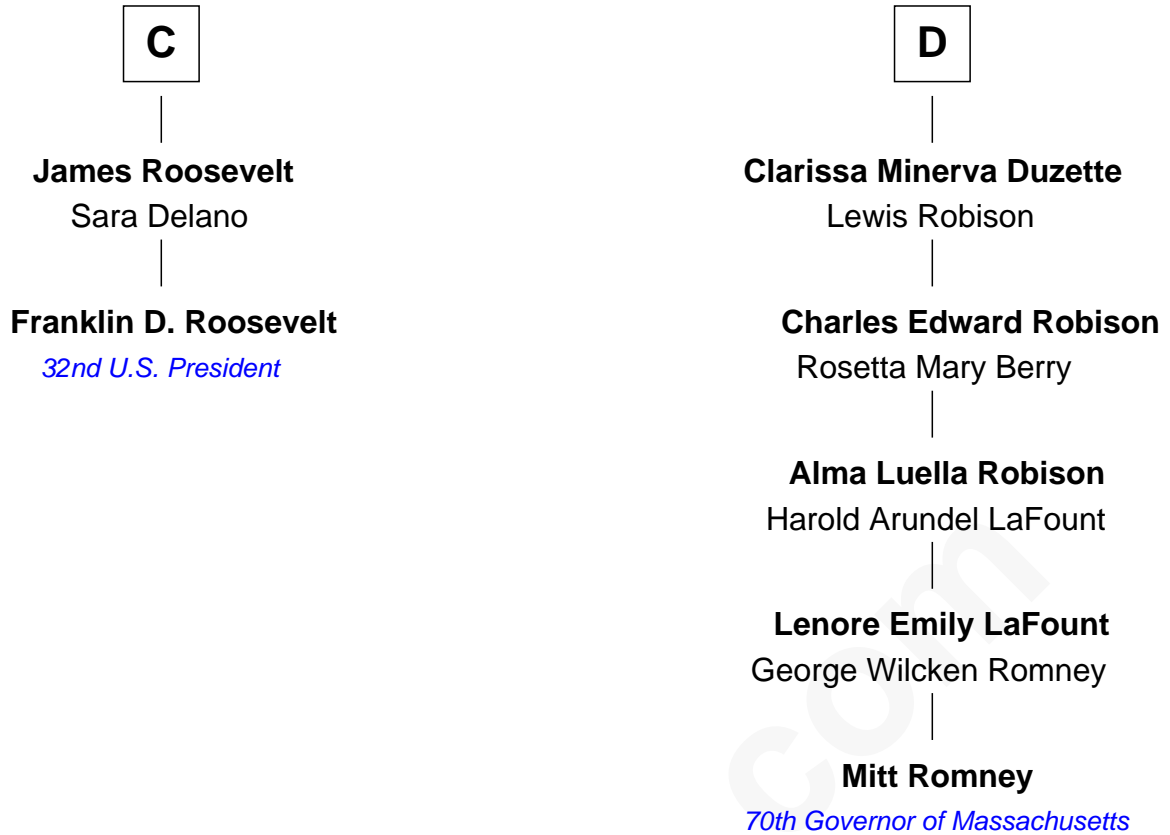 C
James Roosevelt
Sara Delano
Franklin D. Roosevelt
32nd U.S. President
D
Clarissa Minerva Duzette
Lewis Robison
Charles Edward Robison
Rosetta Mary Berry
Alma Luella Robison
Harold Arundel LaFount
Lenore Emily LaFount
George Wilcken Romney
Mitt Romney
70th Governor of Massachusetts
com